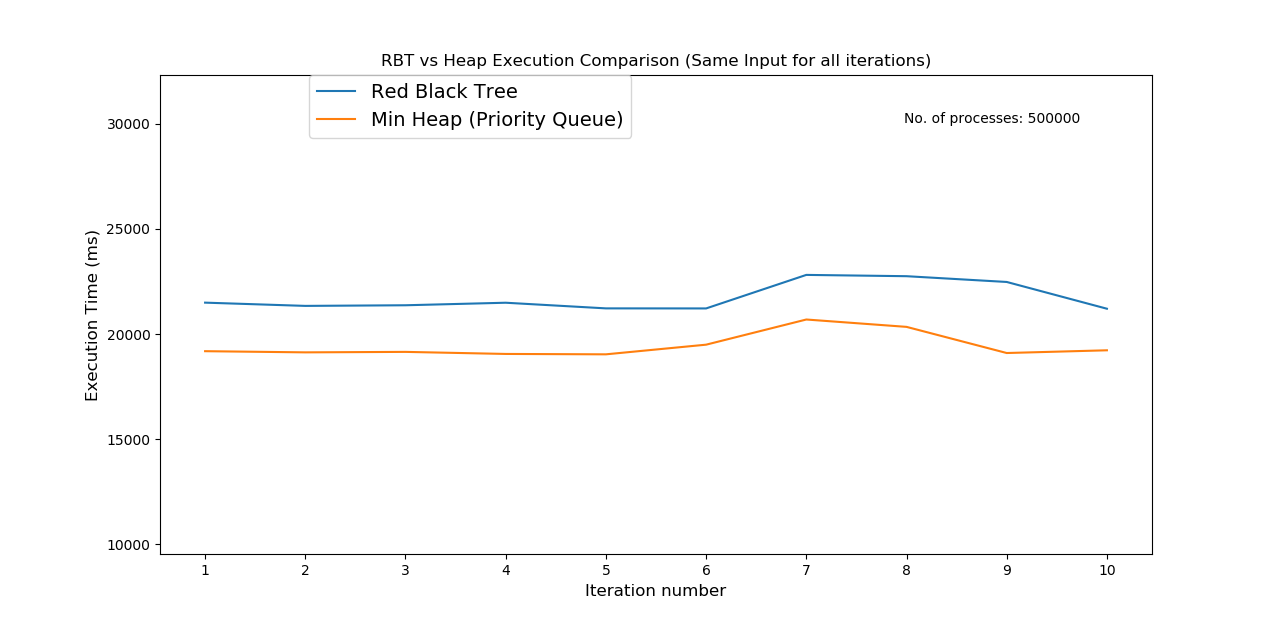 RBT vs Heap Execution Comparison (Same Input for all iterations)
Red Black Tree
Min Heap (Priority Queue)
No. of processes: 500000
Execution Time (ms)
30000
25000
20000
15000
10000
1 2 3 4 5 6 7 8 9 10
Iteration number